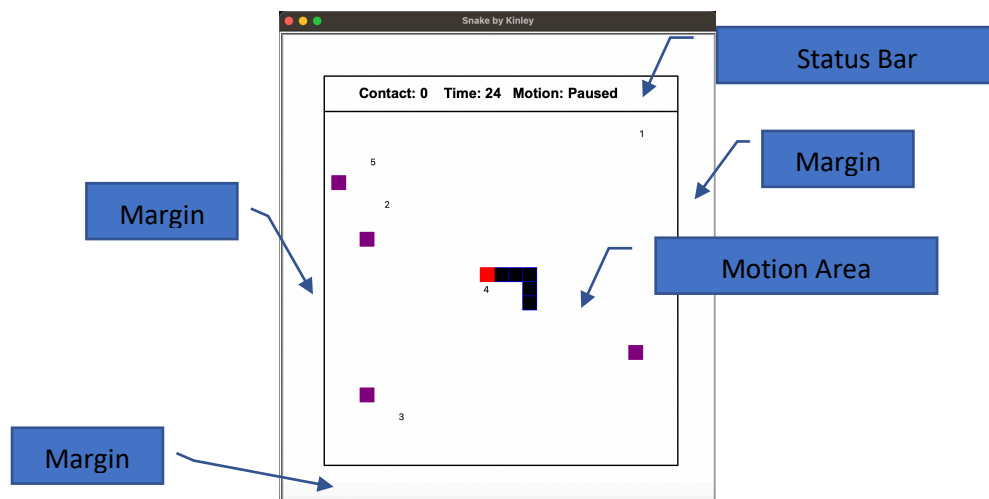 Snake by Kinley
Status Bar
Contact: 0 Time: 24 Motion: Paused
1
5
Margin
2
Margin
Motion Area
4
3
Margin